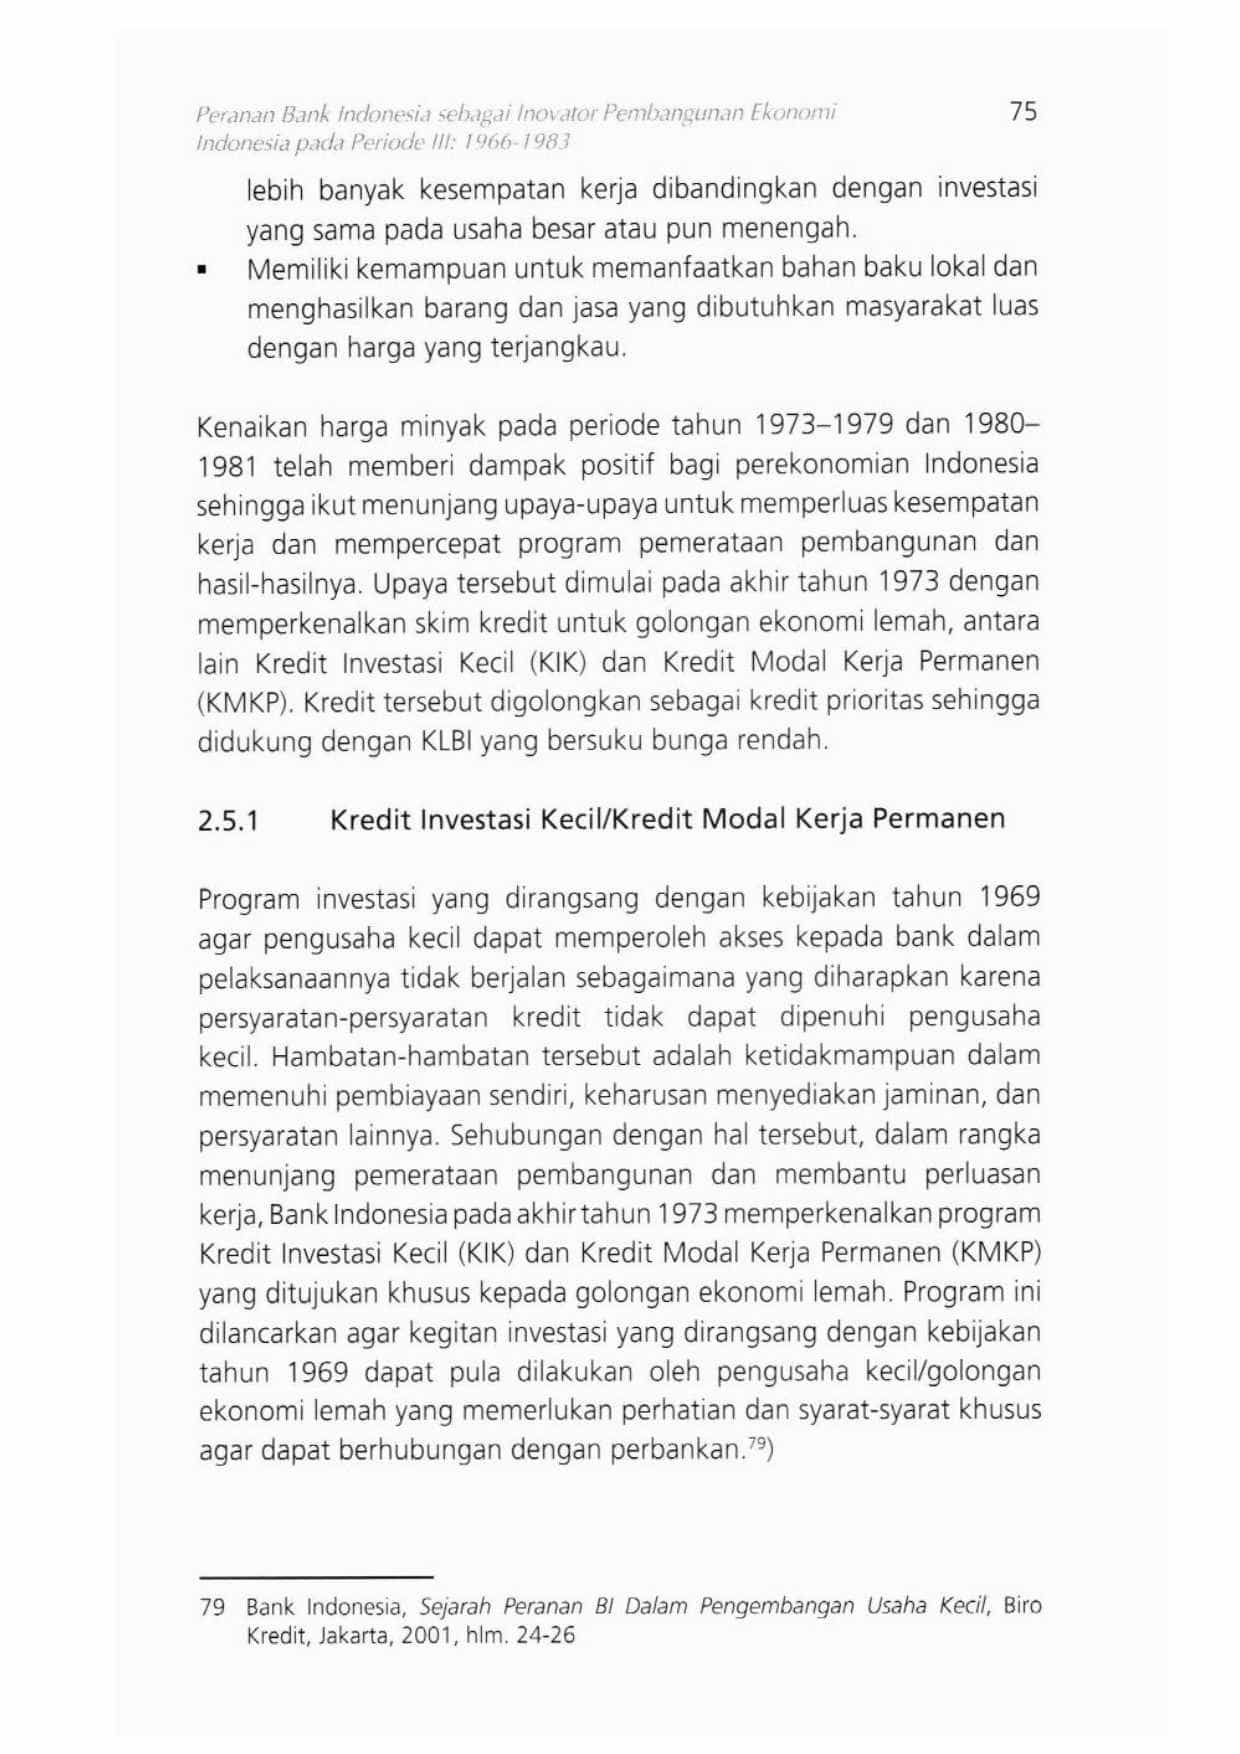 Peranan Bank Indonesia sebagai Inovator Pembangunan Ekonomi 75
Indonesia pada Periode III: 1966-1983
lebih banyak kesempatan kerja dibandingkan dengan investasi
yang sama pada usaha besar atau pun menengah.
▪ Memiliki kemampuan untuk memanfaatkan bahan baku lokal dan
menghasilkan barang dan jasa yang dibutuhkan masyarakat luas
dengan harga yang terjangkau.
Kenaikan harga minyak pada periode tahun 1973–1979 dan 1980–
1981 telah memberi dampak positif bagi perekonomian Indonesia
sehingga ikut menunjang upaya-upaya untuk memperluas kesempatan
kerja dan mempercepat program pemerataan pembangunan dan
hasil-hasilnya. Upaya tersebut dimulai pada akhir tahun 1973 dengan
memperkenalkan skim kredit untuk golongan ekonomi lemah, antara
lain Kredit Investasi Kecil (KIK) dan Kredit Modal Kerja Permanen
(KMKP). Kredit tersebut digolongkan sebagai kredit prioritas sehingga
didukung dengan KLBI yang bersuku bunga rendah.
2.5.1 Kredit Investasi Kecil/Kredit Modal Kerja Permanen
Program investasi yang dirangsang dengan kebijakan tahun 1969
agar pengusaha kecil dapat memperoleh akses kepada bank dalam
pelaksanaannya tidak berjalan sebagaimana yang diharapkan karena
persyaratan-persyaratan kredit tidak dapat dipenuhi pengusaha
kecil. Hambatan-hambatan tersebut adalah ketidakmampuan dalam
memenuhi pembiayaan sendiri, keharusan menyediakan jaminan, dan
persyaratan lainnya. Sehubungan dengan hal tersebut, dalam rangka
menunjang pemerataan pembangunan dan membantu perluasan
kerja, Bank Indonesia pada akhir tahun 1973 memperkenalkan program
Kredit Investasi Kecil (KIK) dan Kredit Modal Kerja Permanen (KMKP)
yang ditujukan khusus kepada golongan ekonomi lemah. Program ini
dilancarkan agar kegitan investasi yang dirangsang dengan kebijakan
tahun 1969 dapat pula dilakukan oleh pengusaha kecil/golongan
ekonomi lemah yang memerlukan perhatian dan syarat-syarat khusus
agar dapat berhubungan dengan perbankan.⁷⁹)
79 Bank Indonesia, Sejarah Peranan BI Dalam Pengembangan Usaha Kecil, Biro
Kredit, Jakarta, 2001, hlm. 24-26